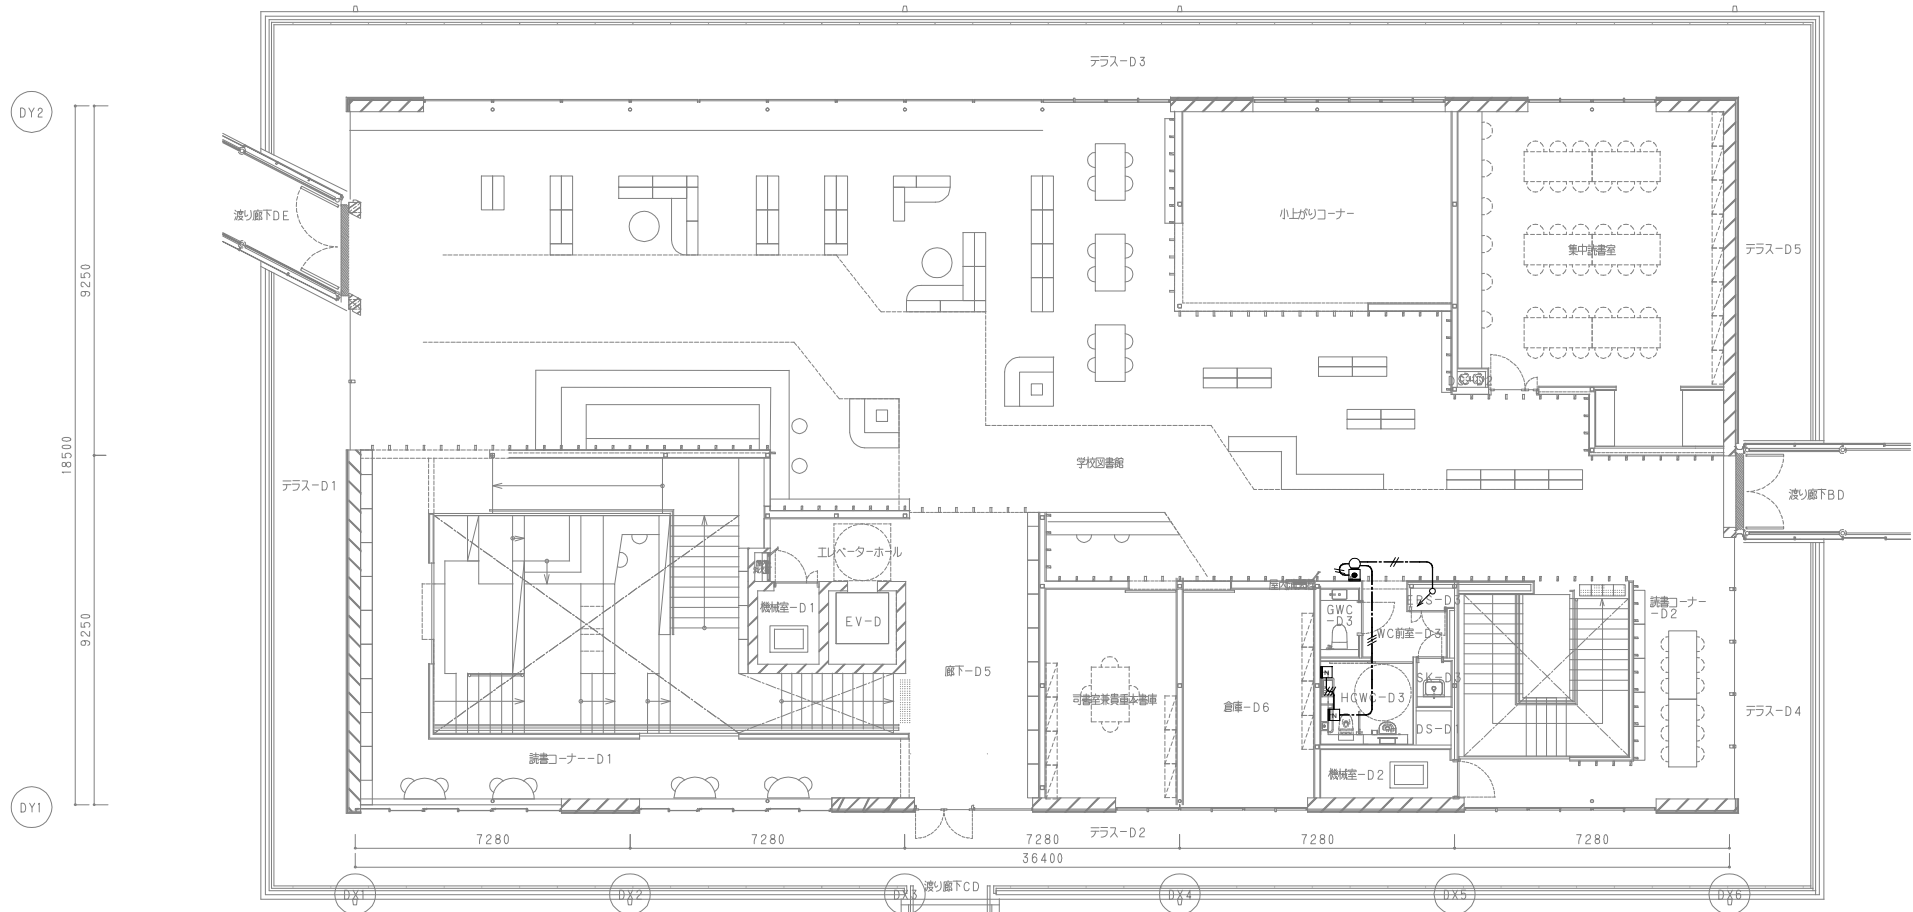 テラス-D3
DY2
渡り廊下DE
小上がりコーナー
集中読書室
テラス-D5
9250
18500
学校図書館
テラス-D1
渡り廊下BD
エレベーターホール
機械室-D1
EV-D
GWC
-D3
EPS-D3
WC前室-D3
読書コーナー
-D2
9250
廊下-D5
司書室兼貴重本書庫
倉庫-D6
HCWC-D3
SK-D3
DS-D1
テラス-D4
読書コーナー-D1
機械室-D2
DY1
テラス-D2
7280
7280
7280
7280
7280
36400
渡り廊下CD
DX1
DX2
DX3
DX4
DX5
DX6